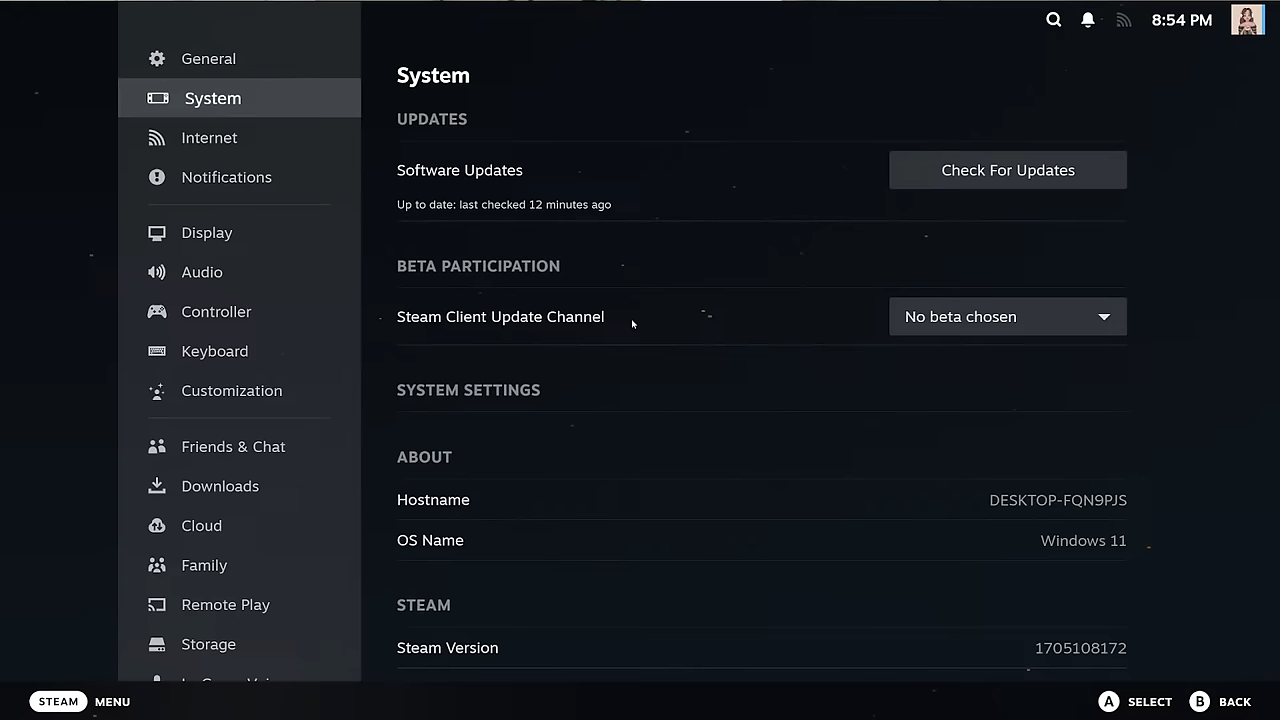 8:54 PM
General
System
Internet
Notifications
Display
Audio
Controller
Keyboard
Customization
Friends & Chat
Downloads
Cloud
Family
Remote Play
Storage
System
UPDATES
Software Updates
Check For Updates
Up to date: last checked 12 minutes ago
BETA PARTICIPATION
Steam Client Update Channel
No beta chosen
SYSTEM SETTINGS
ABOUT
Hostname
DESKTOP-FQN9PJS
OS Name
Windows 11
STEAM
Steam Version
1705108172
STEAM MENU
A SELECT B BACK